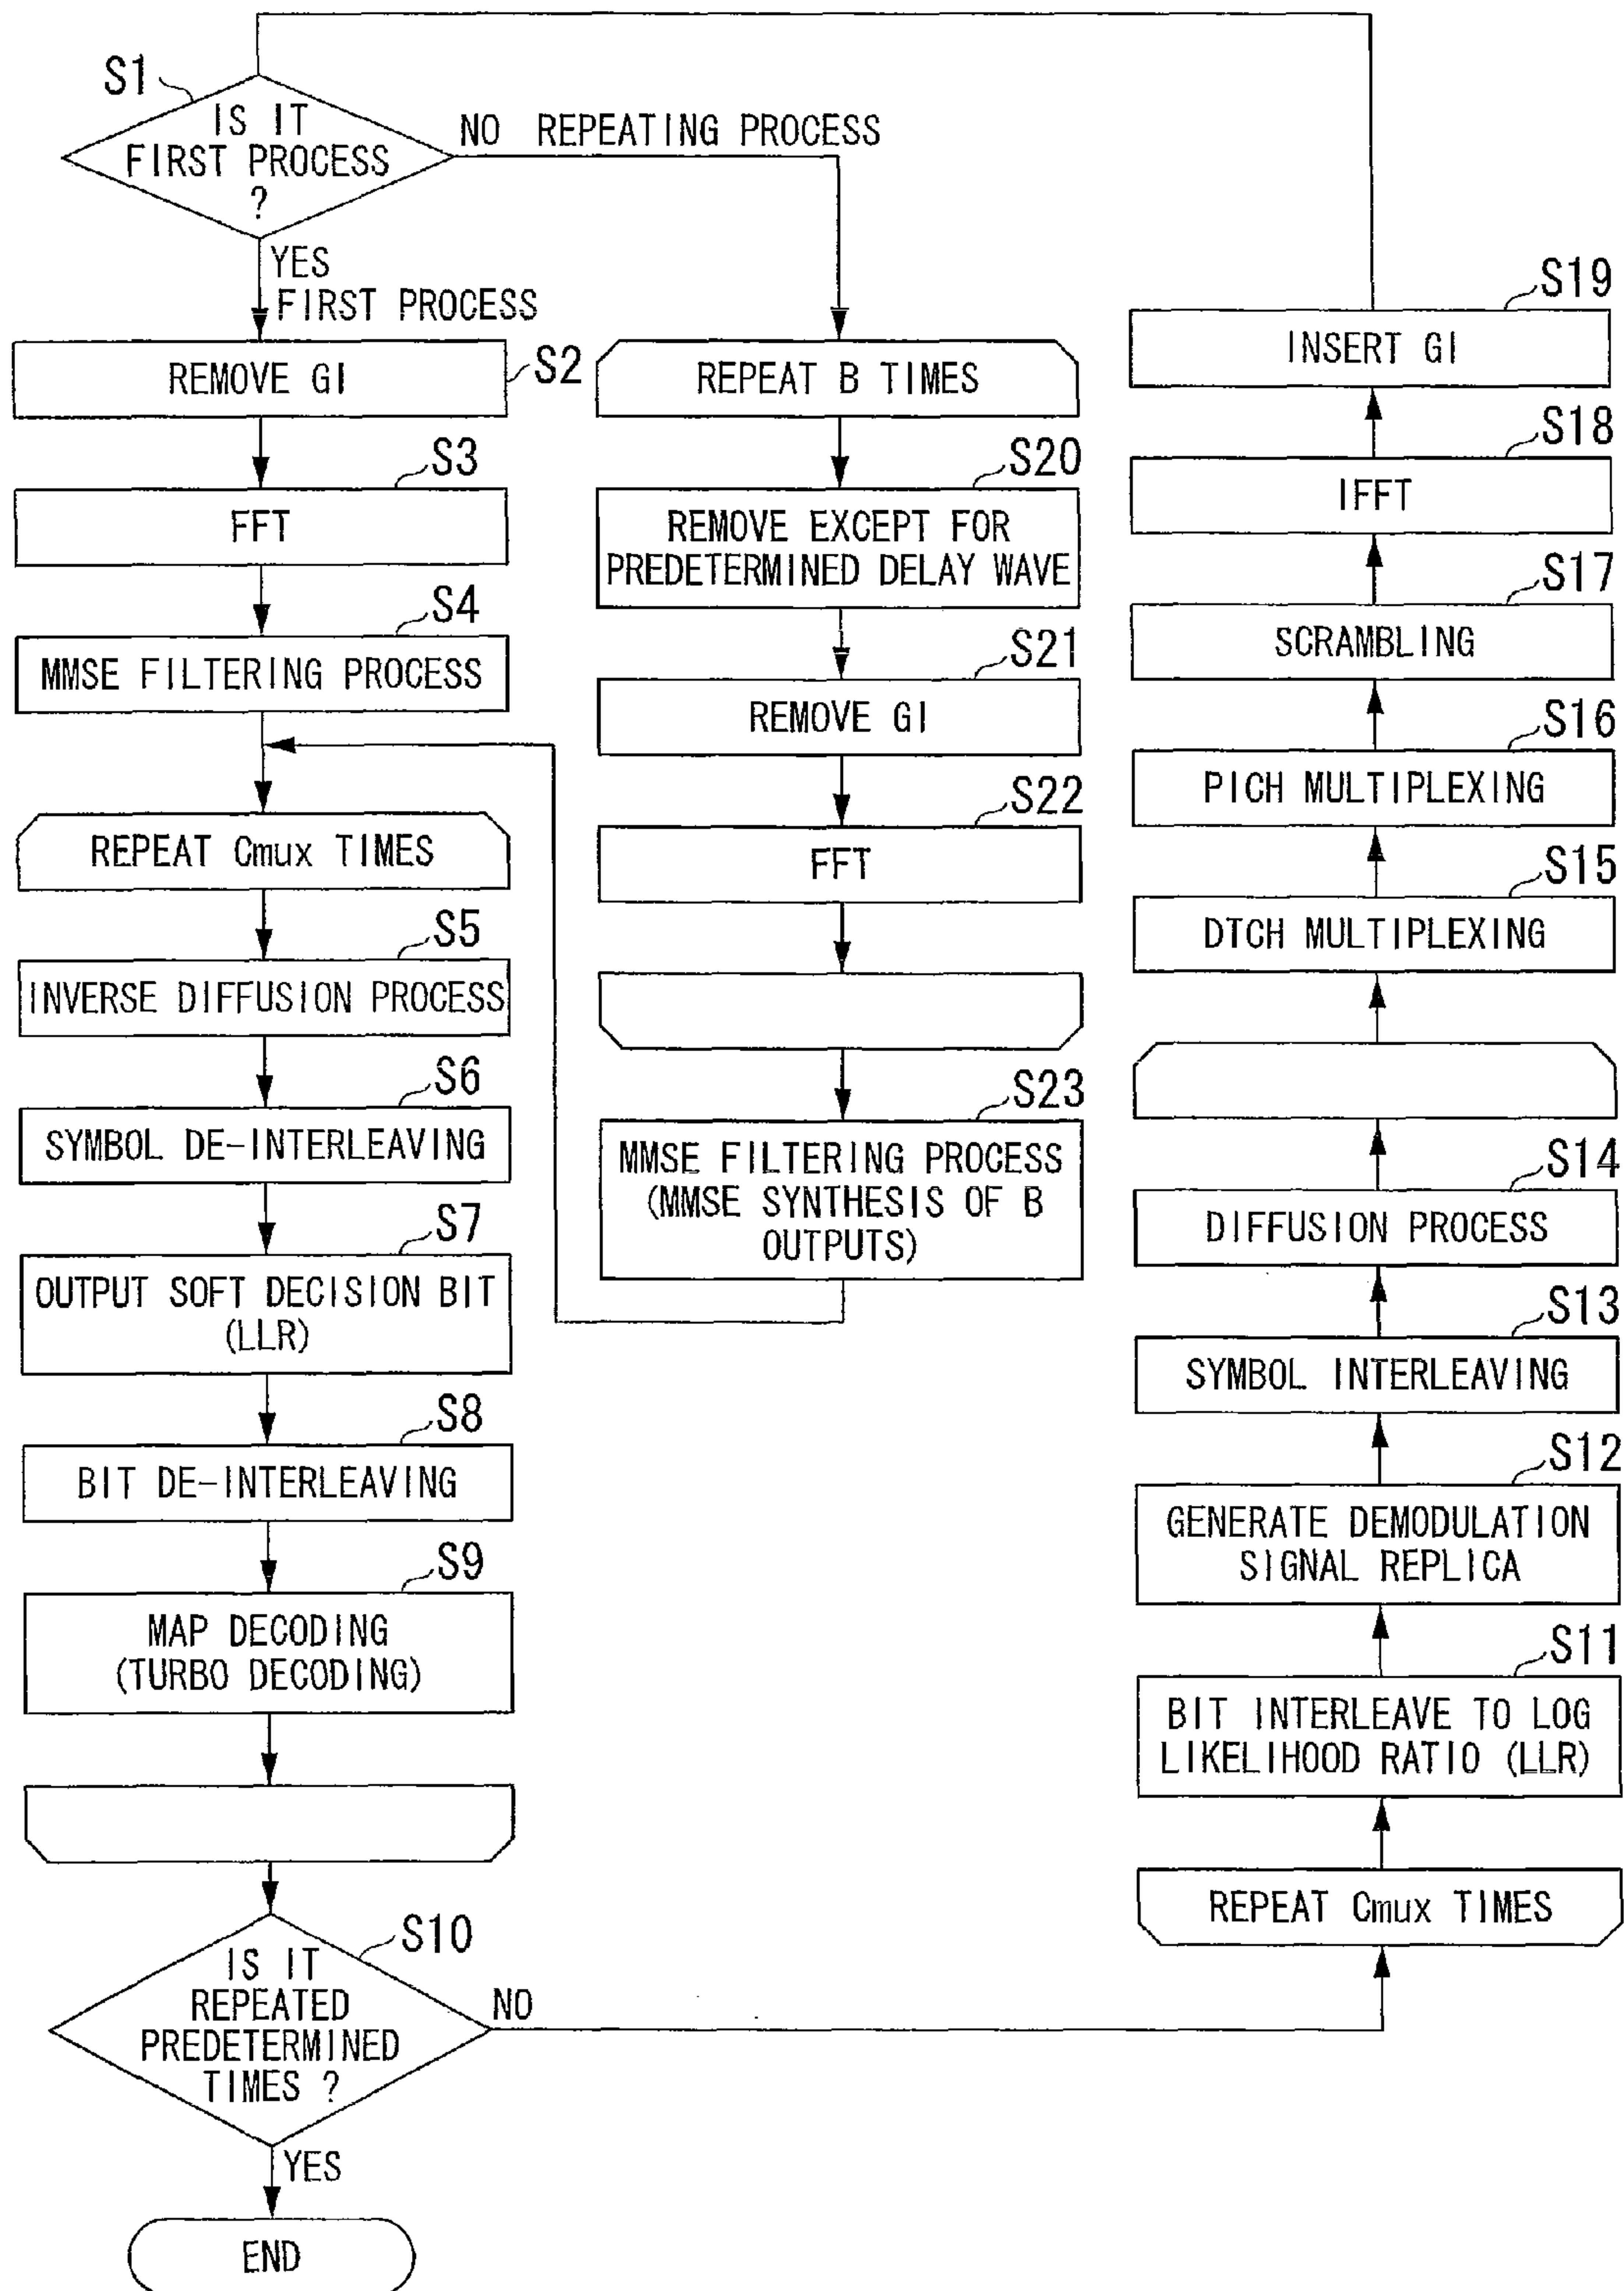 S1
IS IT
FIRST PROCESS
?
NO REPEATING PROCESS
YES
FIRST PROCESS
REMOVE GI
S2
S3
FFT
S4
MMSE FILTERING PROCESS
REPEAT Cmux TIMES
S5
INVERSE DIFFUSION PROCESS
S6
SYMBOL DE-INTERLEAVING
S7
OUTPUT SOFT DECISION BIT
(LLR)
S8
BIT DE-INTERLEAVING
S9
MAP DECODING
(TURBO DECODING)
S10
IS IT
REPEATED
PREDETERMINED
TIMES ?
NO
YES
END
REPEAT B TIMES
S20
REMOVE EXCEPT FOR
PREDETERMINED DELAY WAVE
S21
REMOVE GI
S22
FFT
S23
MMSE FILTERING PROCESS
(MMSE SYNTHESIS OF B
OUTPUTS)
S19
INSERT GI
S18
IFFT
S17
SCRAMBLING
S16
PICH MULTIPLEXING
S15
DTCH MULTIPLEXING
S14
DIFFUSION PROCESS
S13
SYMBOL INTERLEAVING
S12
GENERATE DEMODULATION
SIGNAL REPLICA
S11
BIT INTERLEAVE TO LOG
LIKELIHOOD RATIO (LLR)
REPEAT Cmux TIMES